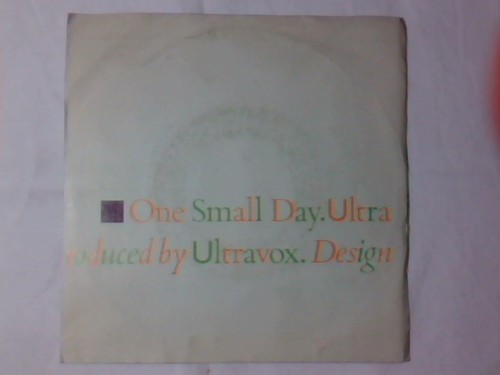 One Small Day. Ultra
oduced by Ultravox. Design